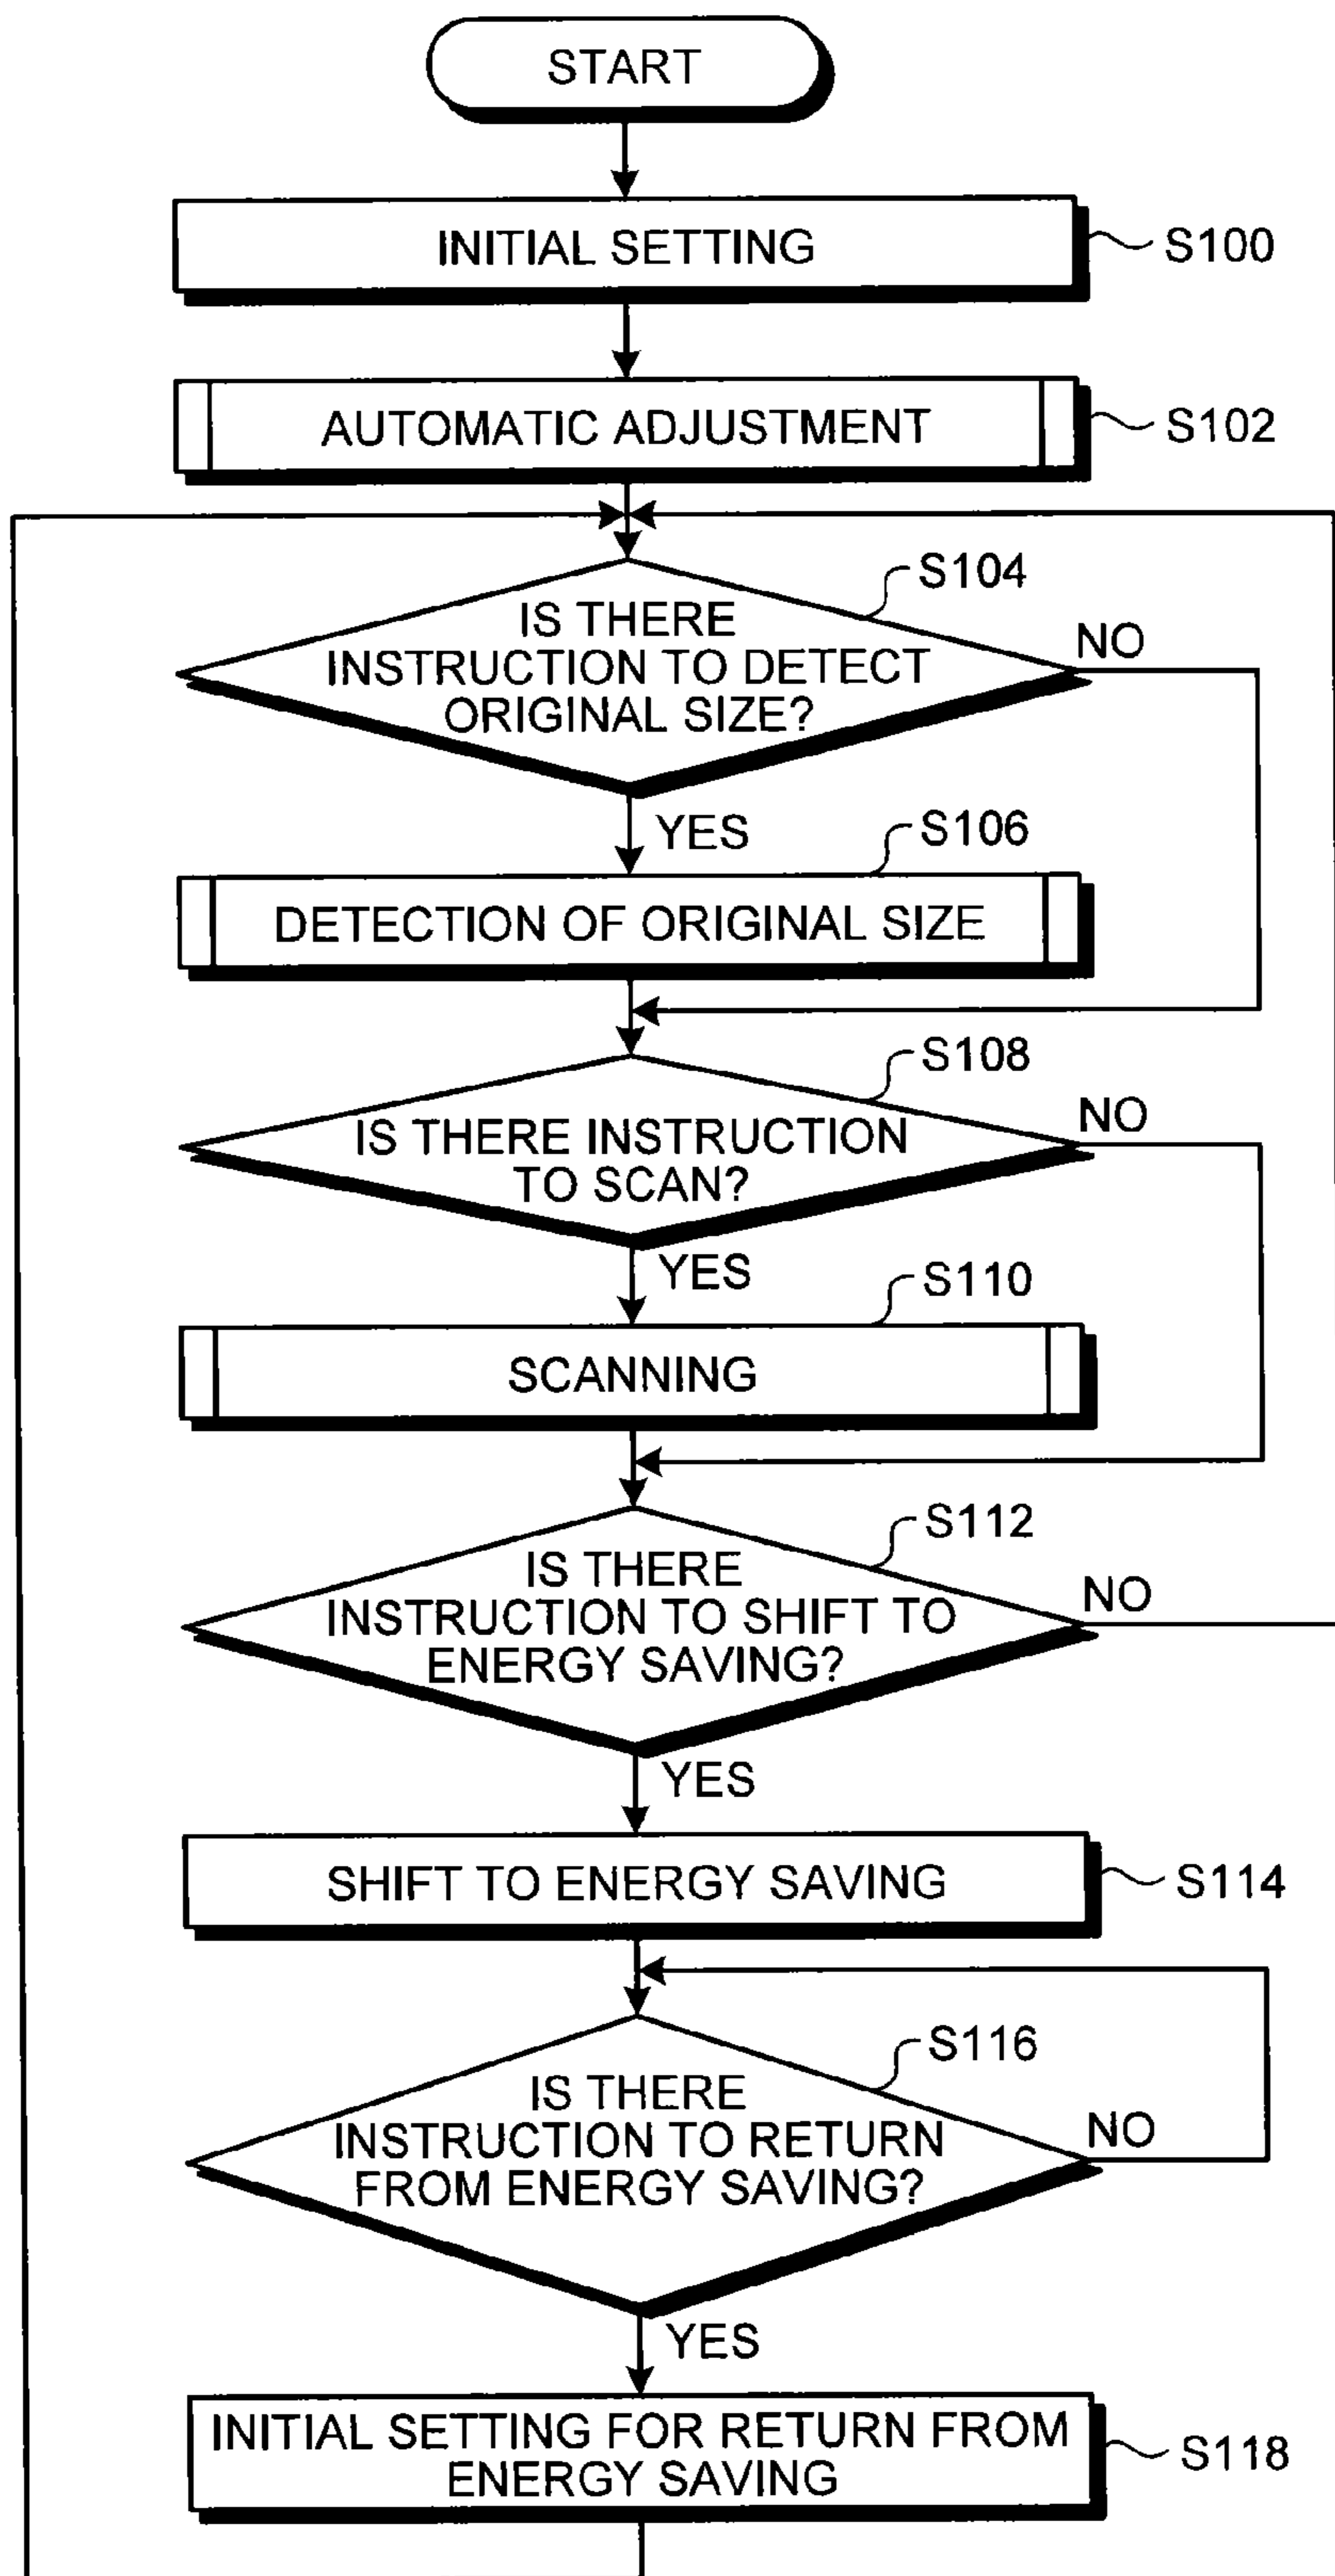 START
INITIAL SETTING
S100
AUTOMATIC ADJUSTMENT
S102
S104
IS THERE
INSTRUCTION TO DETECT
ORIGINAL SIZE?
NO
YES
S106
DETECTION OF ORIGINAL SIZE
S108
IS THERE INSTRUCTION
TO SCAN?
NO
YES
S110
SCANNING
S112
IS THERE
INSTRUCTION TO SHIFT TO
ENERGY SAVING?
NO
YES
SHIFT TO ENERGY SAVING
S114
S116
IS THERE
INSTRUCTION TO RETURN
FROM ENERGY SAVING?
NO
YES
INITIAL SETTING FOR RETURN FROM
ENERGY SAVING
S118